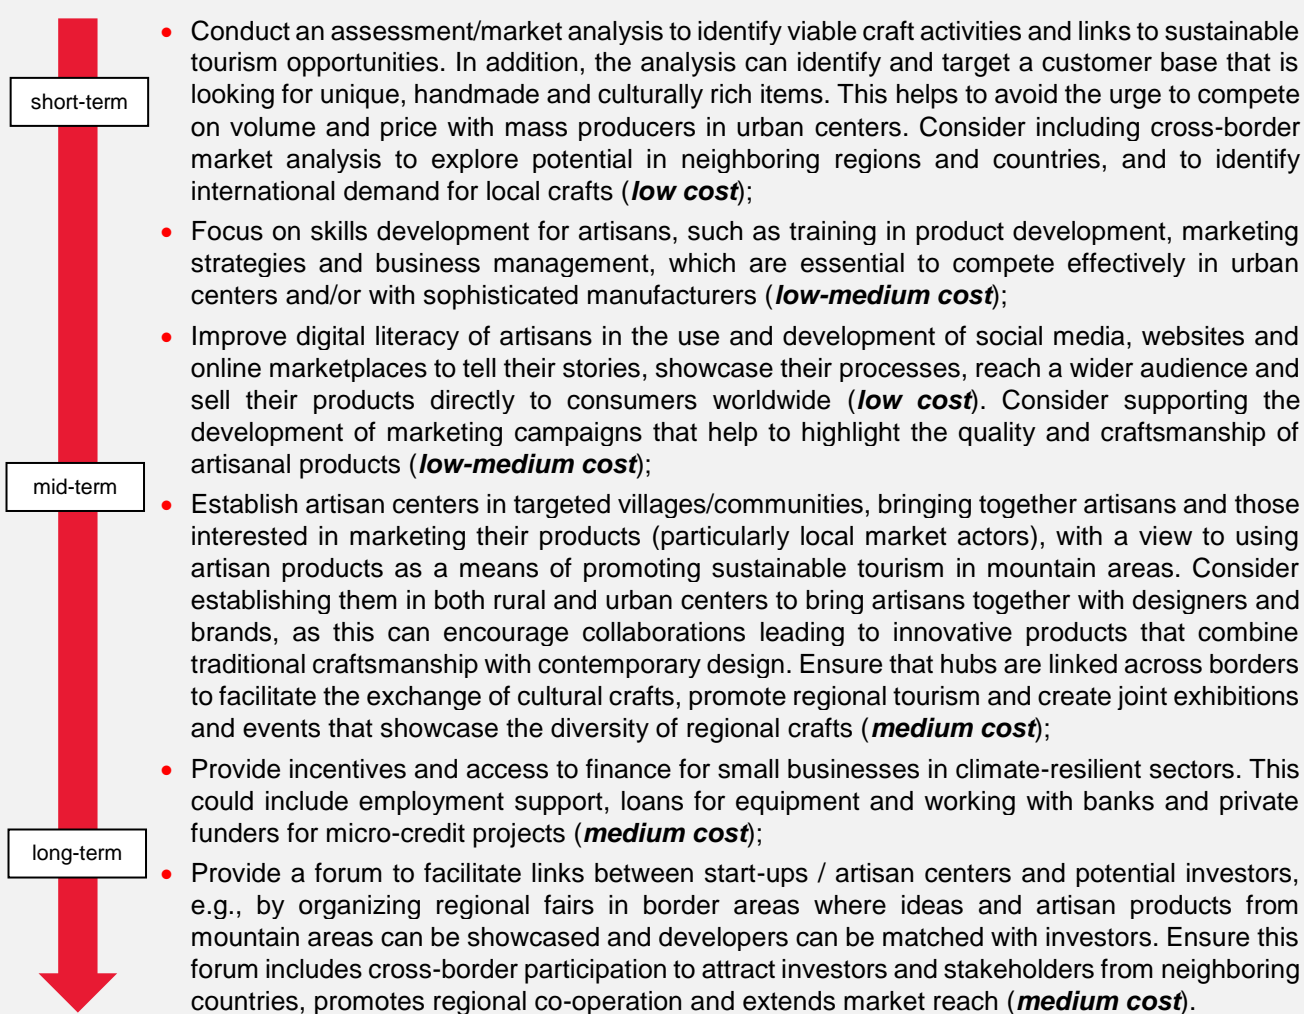 • Conduct an assessment/market analysis to identify viable craft activities and links to sustainable
tourism opportunities. In addition, the analysis can identify and target a customer base that is
short-term
looking for unique, handmade and culturally rich items. This helps to avoid the urge to compete
on volume and price with mass producers in urban centers. Consider including cross-border
market analysis to explore potential in neighboring regions and countries, and to identify
international demand for local crafts (low cost);
• Focus on skills development for artisans, such as training in product development, marketing
strategies and business management, which are essential to compete effectively in urban
centers and/or with sophisticated manufacturers (low-medium cost);
• Improve digital literacy of artisans in the use and development of social media, websites and
online marketplaces to tell their stories, showcase their processes, reach a wider audience and
sell their products directly to consumers worldwide (low cost). Consider supporting the
development of marketing campaigns that help to highlight the quality and craftsmanship of
artisanal products (low-medium cost);
mid-term
• Establish artisan centers in targeted villages/communities, bringing together artisans and those
interested in marketing their products (particularly local market actors), with a view to using
artisan products as a means of promoting sustainable tourism in mountain areas. Consider
establishing them in both rural and urban centers to bring artisans together with designers and
brands, as this can encourage collaborations leading to innovative products that combine
traditional craftsmanship with contemporary design. Ensure that hubs are linked across borders
to facilitate the exchange of cultural crafts, promote regional tourism and create joint exhibitions
and events that showcase the diversity of regional crafts (medium cost);
• Provide incentives and access to finance for small businesses in climate-resilient sectors. This
could include employment support, loans for equipment and working with banks and private
funders for micro-credit projects (medium cost);
long-term
• Provide a forum to facilitate links between start-ups / artisan centers and potential investors,
e.g., by organizing regional fairs in border areas where ideas and artisan products from
mountain areas can be showcased and developers can be matched with investors. Ensure this
forum includes cross-border participation to attract investors and stakeholders from neighboring
countries, promotes regional co-operation and extends market reach (medium cost).